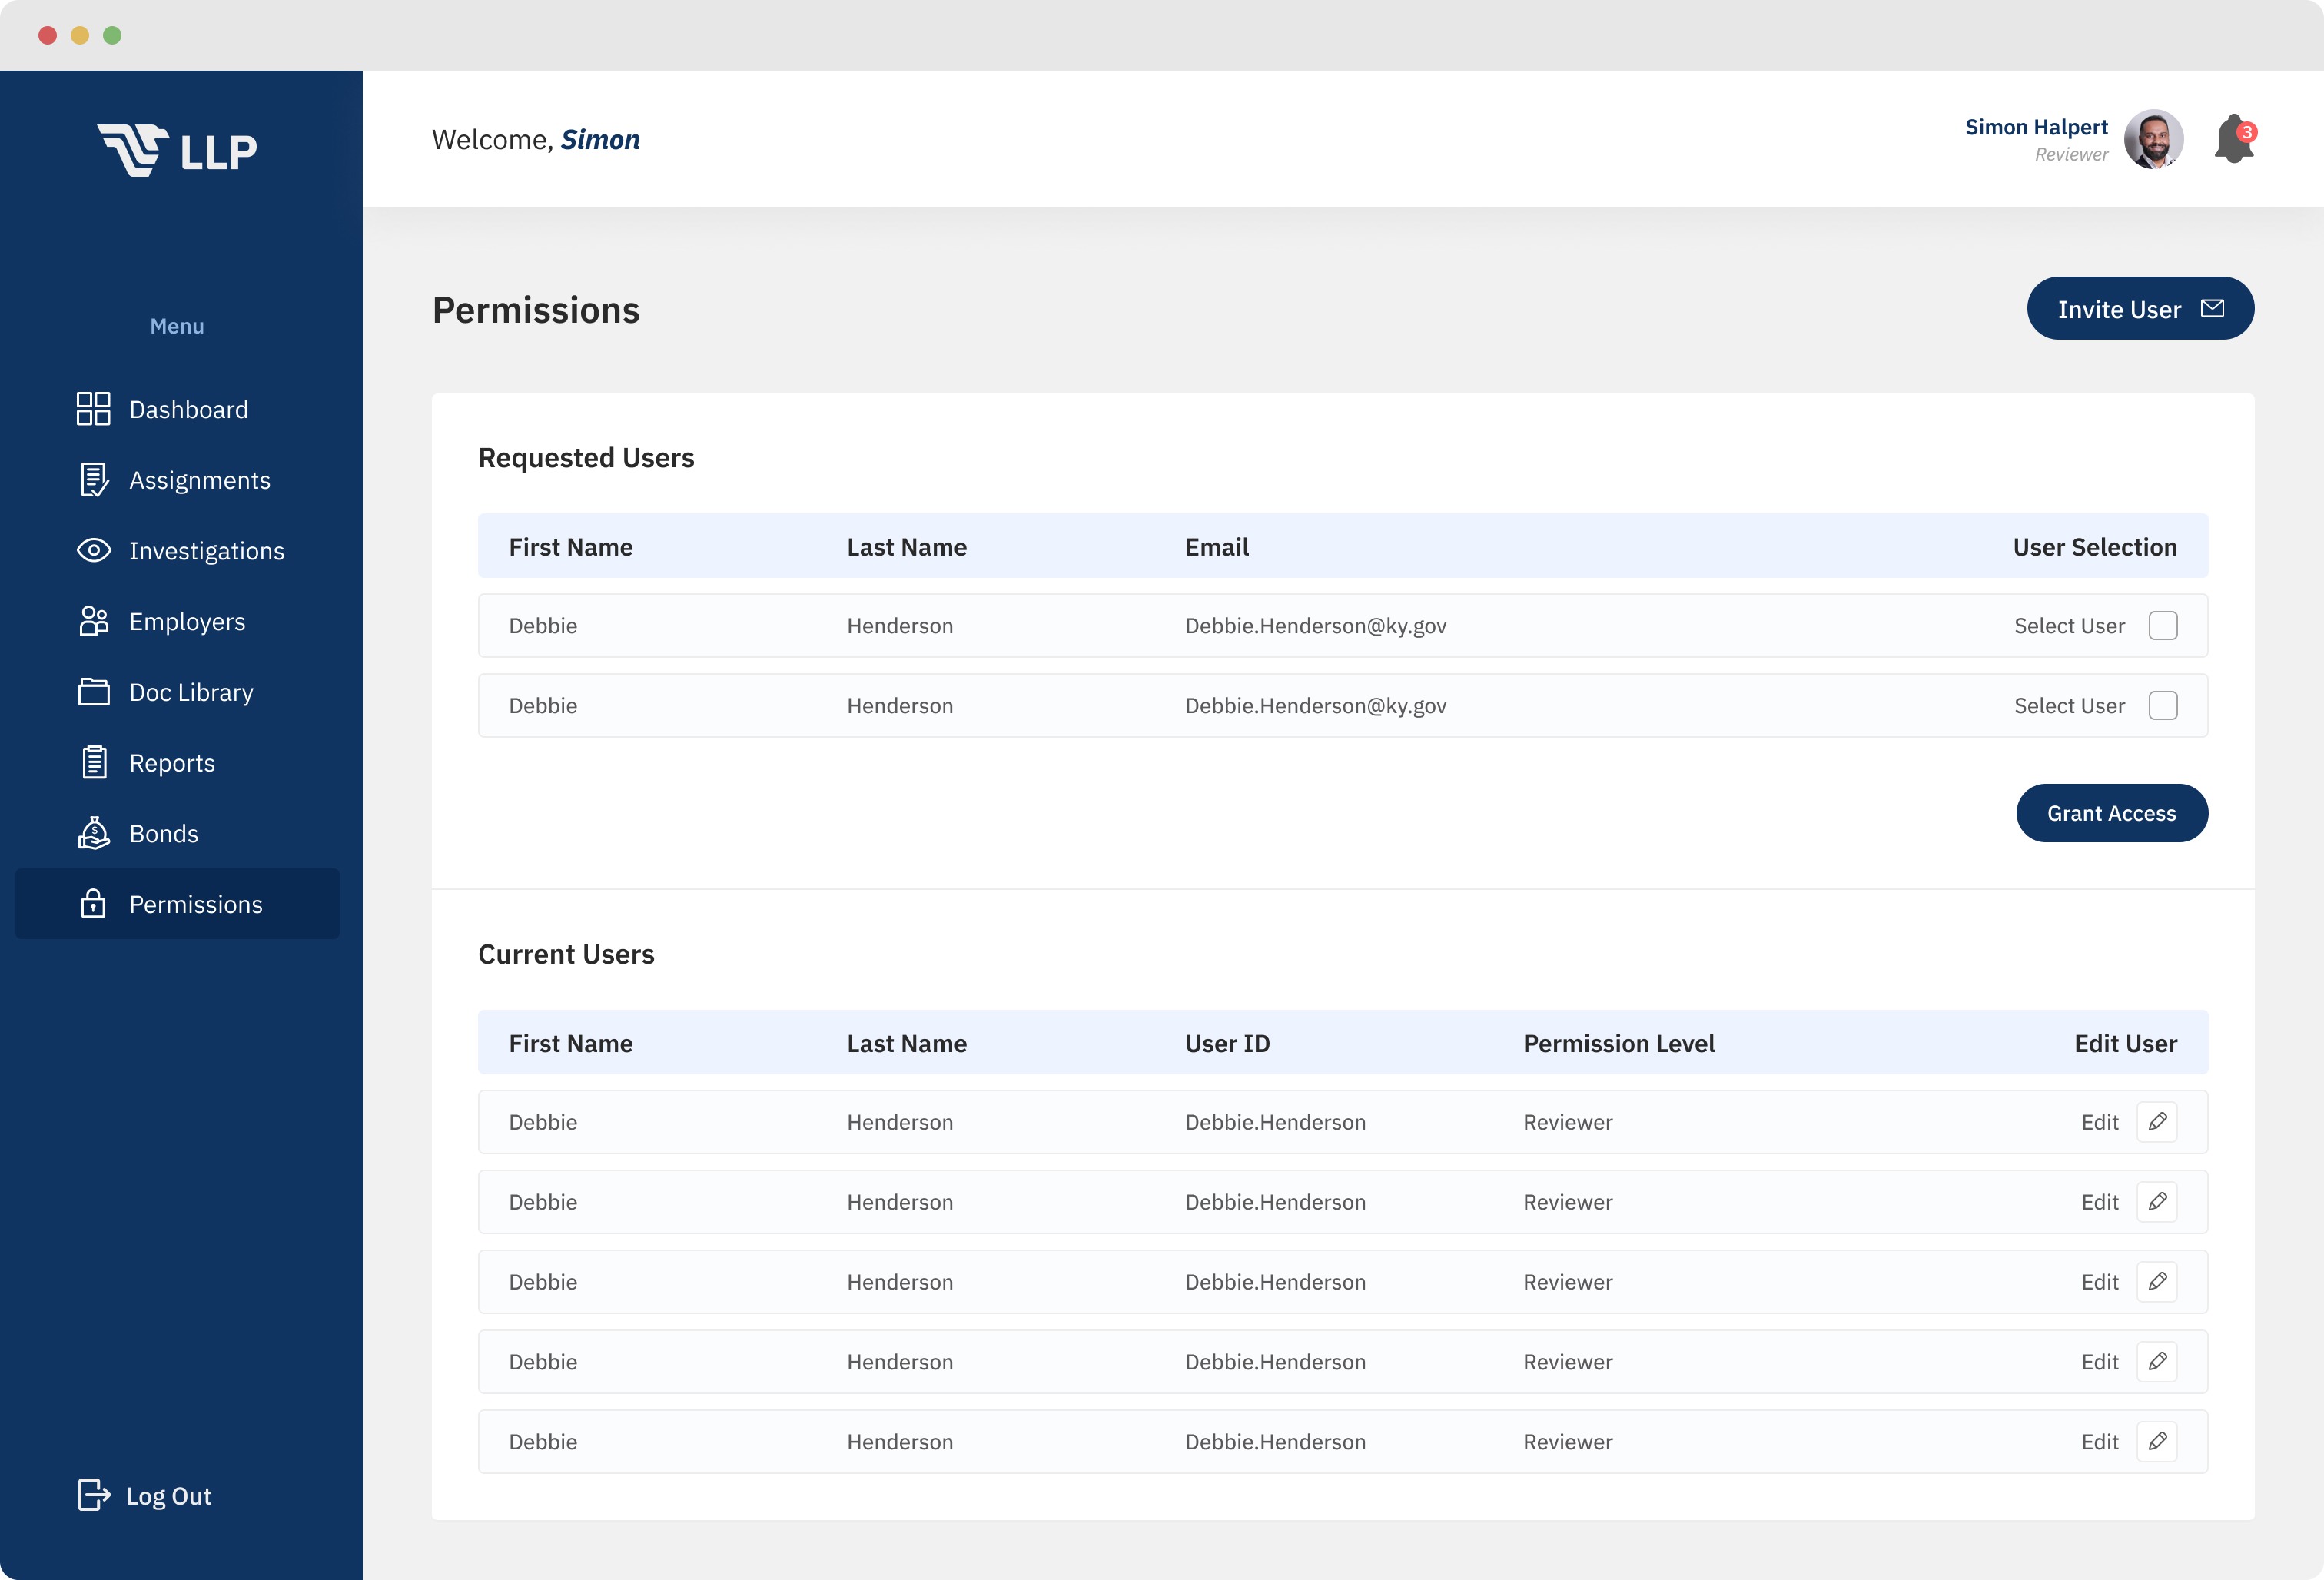 LLP
Welcome, Simon
Simon Halpert
Reviewer
3
Menu
Dashboard
Assignments
Investigations
Employers
Doc Library
Reports
Bonds
Permissions
Log Out
Permissions
Invite User
Requested Users
First Name Last Name Email User Selection
Debbie Henderson Debbie.Henderson@ky.gov Select User
Debbie Henderson Debbie.Henderson@ky.gov Select User
Grant Access
Current Users
First Name Last Name User ID Permission Level Edit User
Debbie Henderson Debbie.Henderson Reviewer Edit
Debbie Henderson Debbie.Henderson Reviewer Edit
Debbie Henderson Debbie.Henderson Reviewer Edit
Debbie Henderson Debbie.Henderson Reviewer Edit
Debbie Henderson Debbie.Henderson Reviewer Edit